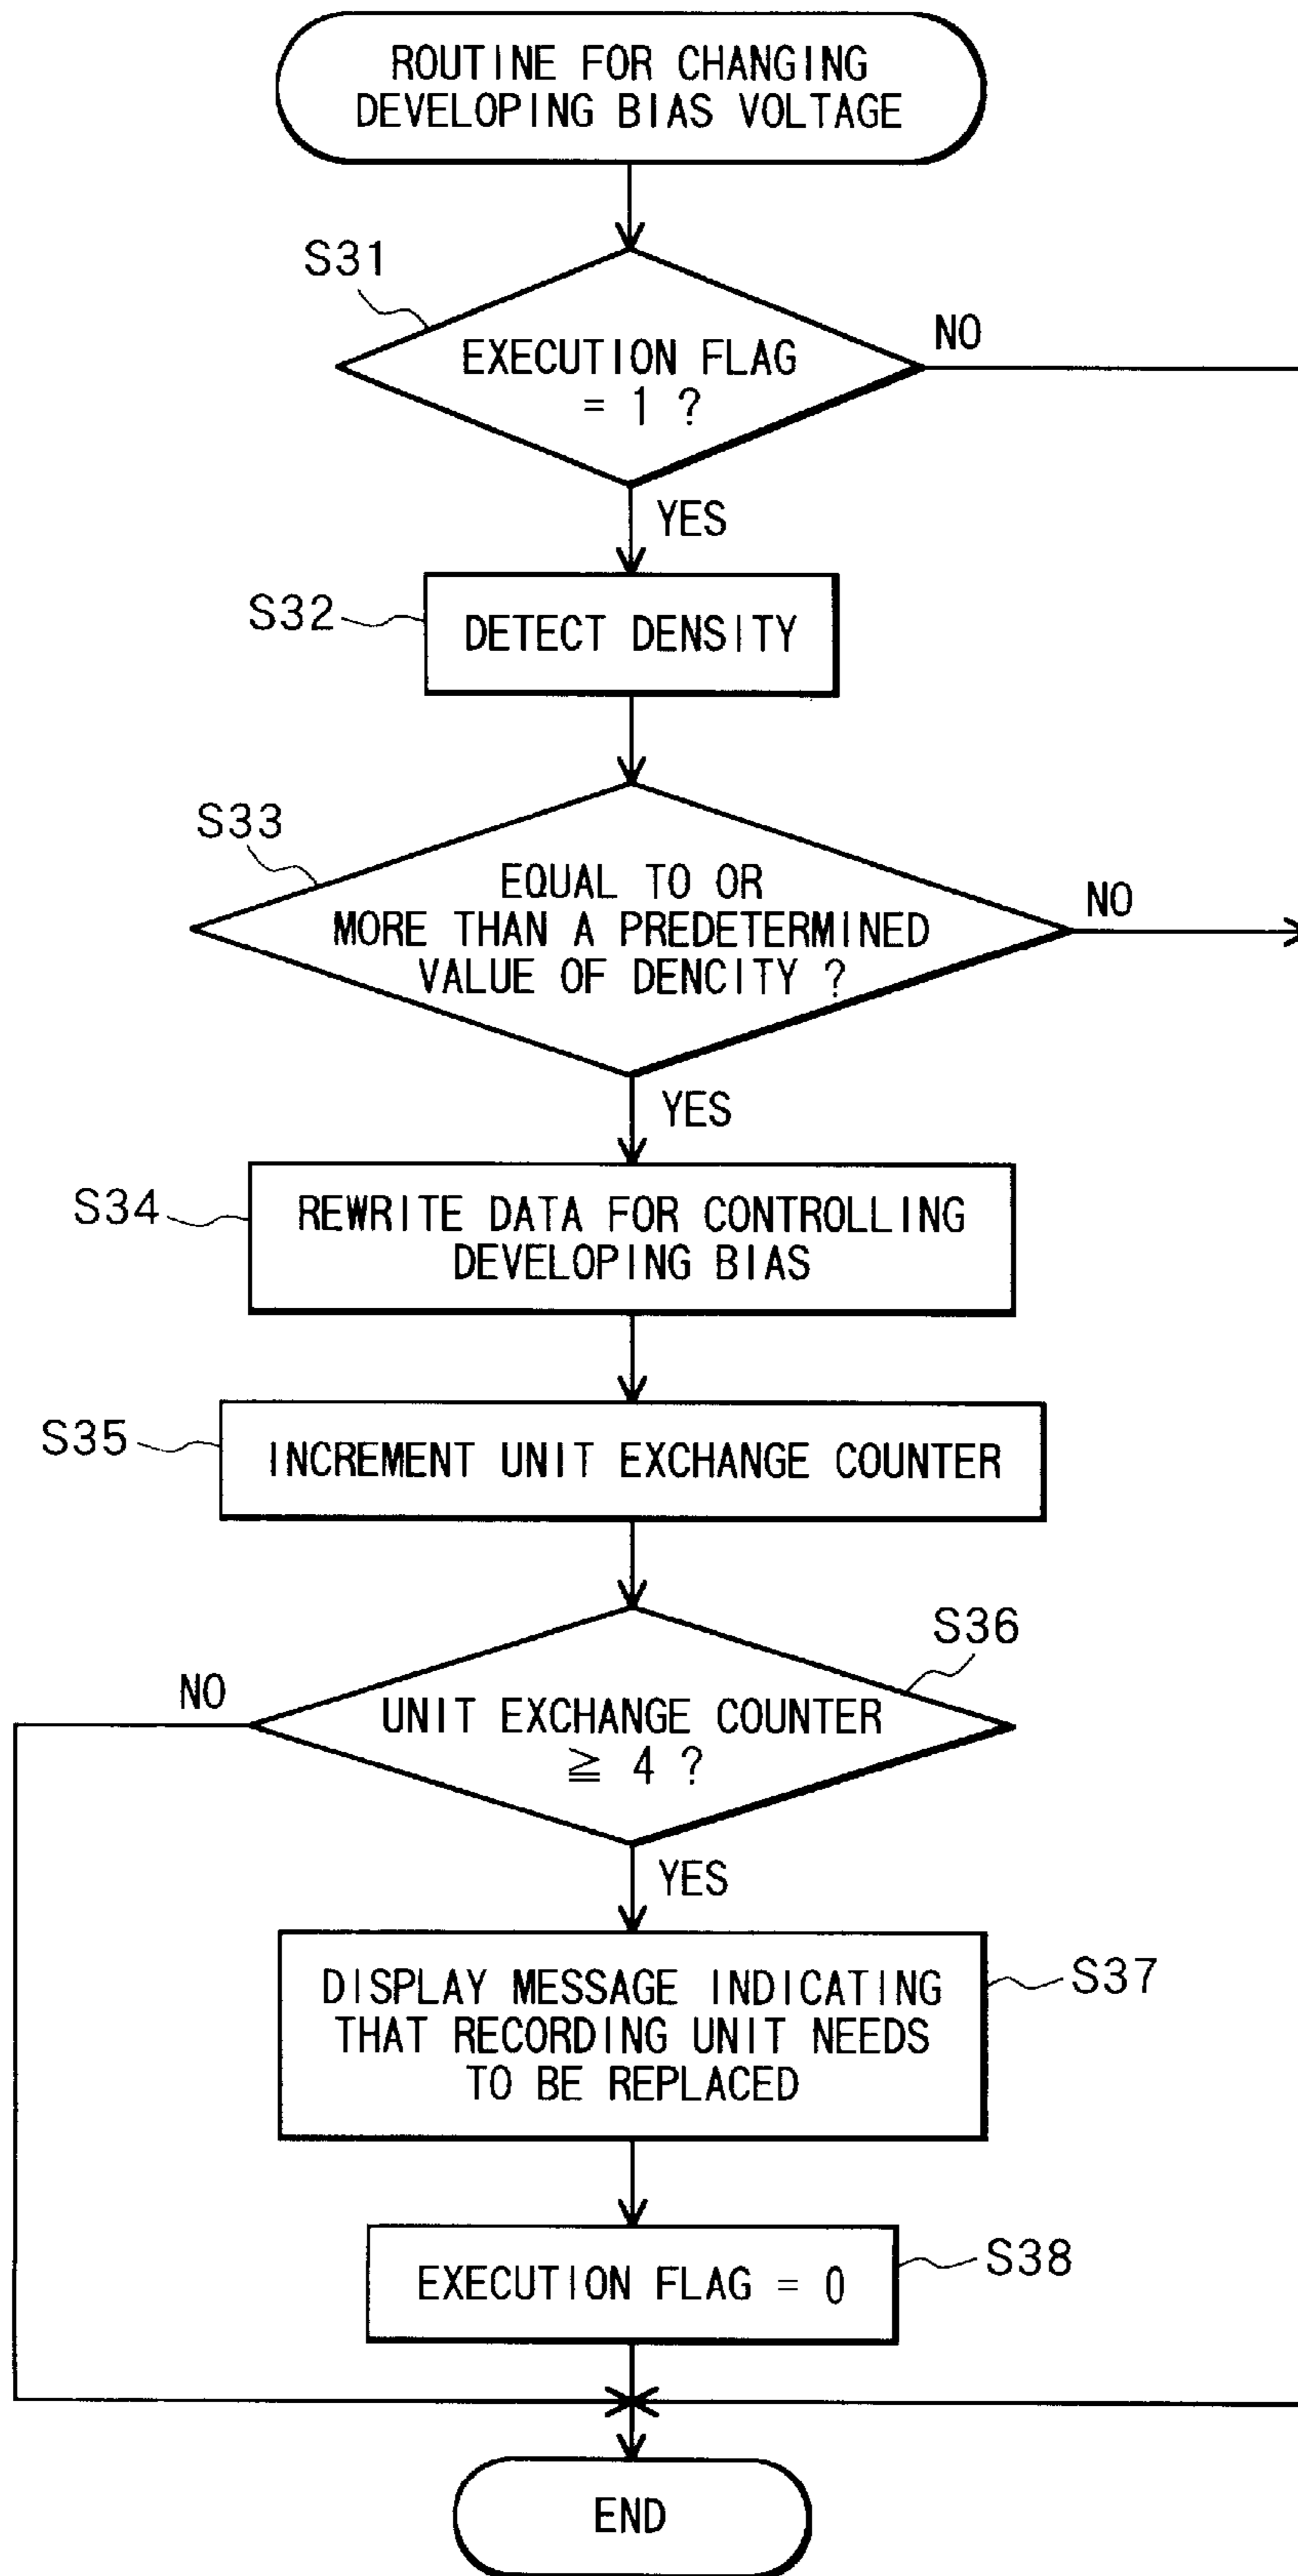 ROUTINE FOR CHANGING
DEVELOPING BIAS VOLTAGE
S31
EXECUTION FLAG
= 1 ?
NO
YES
S32
DETECT DENSITY
S33
EQUAL TO OR
MORE THAN A PREDETERMINED
VALUE OF DENCITY ?
NO
YES
S34
REWRITE DATA FOR CONTROLLING
DEVELOPING BIAS
S35
INCREMENT UNIT EXCHANGE COUNTER
S36
NO
UNIT EXCHANGE COUNTER
≧ 4 ?
YES
DISPLAY MESSAGE INDICATING
THAT RECORDING UNIT NEEDS
TO BE REPLACED
S37
EXECUTION FLAG = 0
S38
END